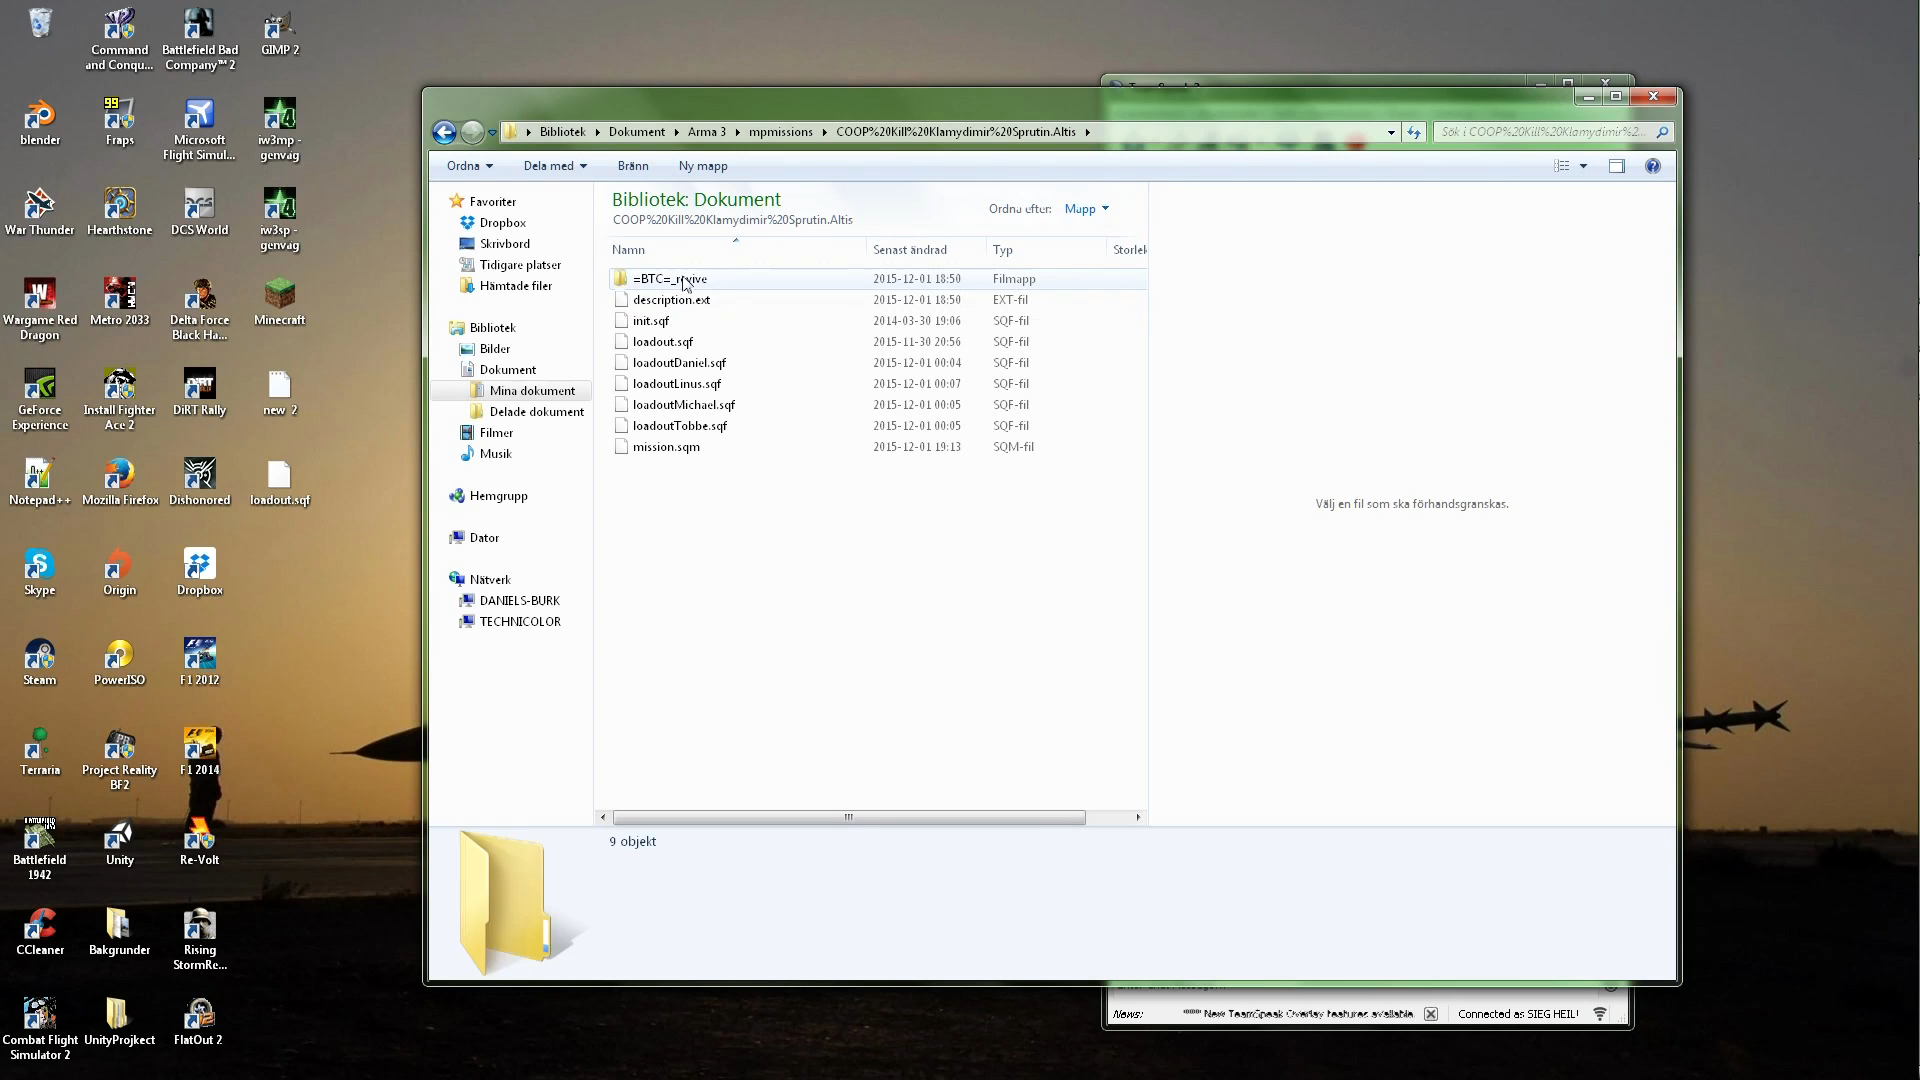 Command
and Conqu...
Battlefield Bad
Company™ 2
GIMP 2
blender
99
Fraps
Microsoft
Flight Simul...
iw3mp -
genväg
War Thunder
Hearthstone
DCS World
iw3sp -
genväg
Wargame Red
Dragon
Metro 2033
Delta Force
Black Ha...
Minecraft
GeForce
Experience
Install Fighter
Ace 2
DiRT Rally
new 2
Notepad++
Mozilla Firefox
Dishonored
loadout.sqf
Skype
Origin
Dropbox
Steam
PowerISO
F1 2012
Terraria
Project Reality
BF2
F1 2014
Battlefield
1942
Unity
Re-Volt
CCleaner
Bakgrunder
Rising
StormRe...
Combat Flight
Simulator 2
UnityProjkect
FlatOut 2
Bibliotek
Dokument
Arma 3
mpmissions
COOP%20Kill%20Klamydimir%20Sprutin.Altis
Sök i COOP%20Kill%20Klamydimir%2...
Ordna
Dela med
Bränn
Ny mapp
Favoriter
Dropbox
Skrivbord
Tidigare platser
Hämtade filer
Bibliotek
Bilder
Dokument
Mina dokument
Delade dokument
Filmer
Musik
Hemgrupp
Dator
Nätverk
DANIELS-BURK
TECHNICOLOR
Bibliotek: Dokument
COOP%20Kill%20Klamydimir%20Sprutin.Altis
Ordna efter: Mapp
Namn Senast ändrad Typ Storlek
=BTC=_revive 2015-12-01 18:50 Filmapp
description.ext 2015-12-01 18:50 EXT-fil
init.sqf 2014-03-30 19:06 SQF-fil
loadout.sqf 2015-11-30 20:56 SQF-fil
loadoutDaniel.sqf 2015-12-01 00:04 SQF-fil
loadoutLinus.sqf 2015-12-01 00:07 SQF-fil
loadoutMichael.sqf 2015-12-01 00:05 SQF-fil
loadoutTobbe.sqf 2015-12-01 00:05 SQF-fil
mission.sqm 2015-12-01 19:13 SQM-fil
Välj en fil som ska förhandsgranskas.
9 objekt
News: New TeamSpeak Overlay features available. Connected as SIEG HEIL!